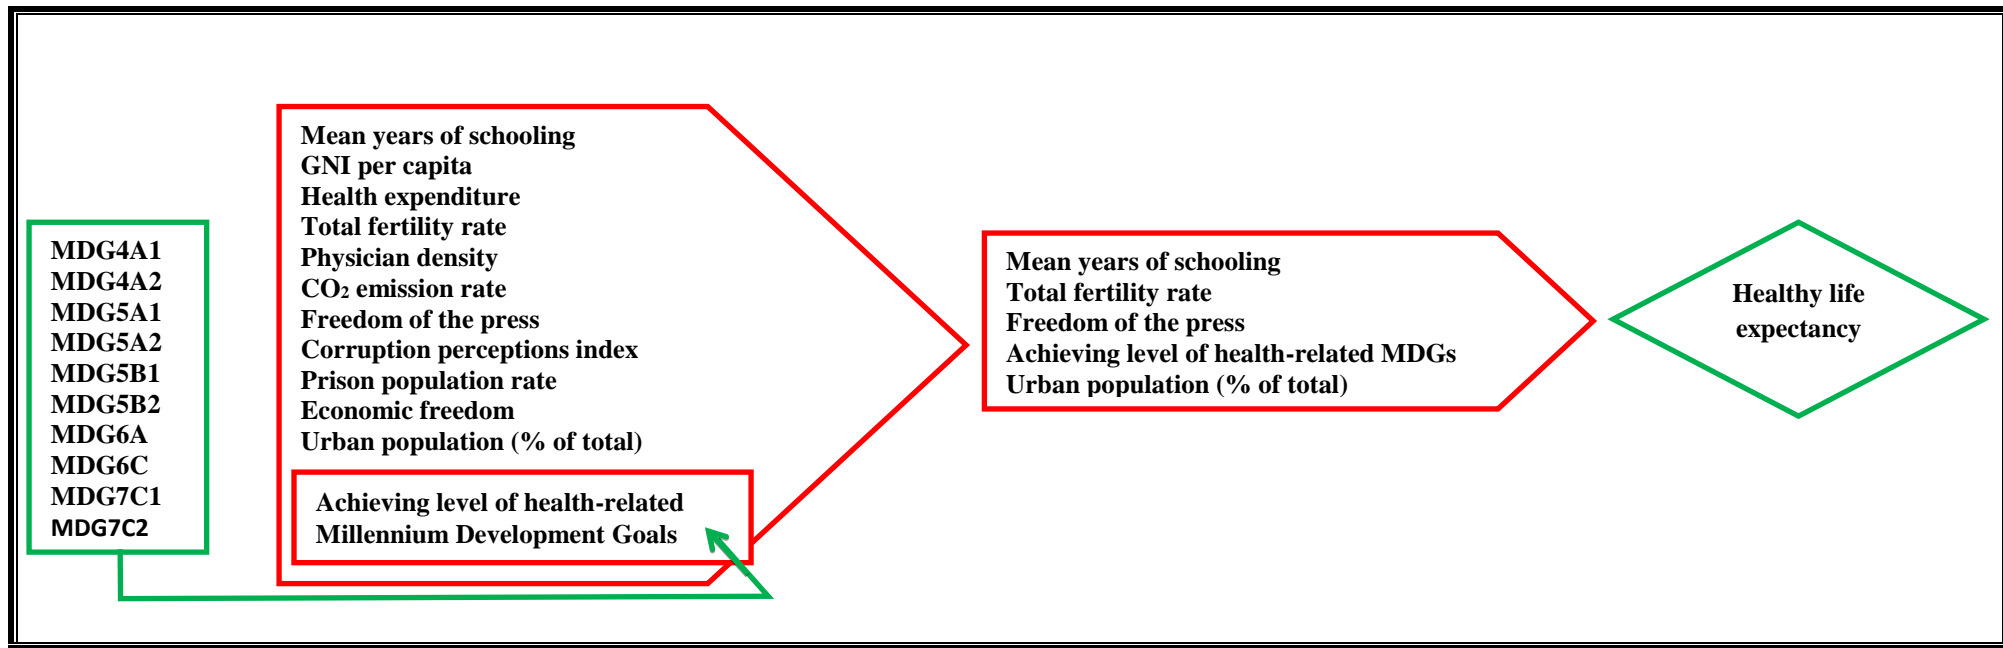 MDG4A1
MDG4A2
MDG5A1
MDG5A2
MDG5B1
MDG5B2
MDG6A
MDG6C
MDG7C1
MDG7C2
Mean years of schooling
GNI per capita
Health expenditure
Total fertility rate
Physician density
CO₂ emission rate
Freedom of the press
Corruption perceptions index
Prison population rate
Economic freedom
Urban population (% of total)
Achieving level of health-related
Millennium Development Goals
Mean years of schooling
Total fertility rate
Freedom of the press
Achieving level of health-related MDGs
Urban population (% of total)
Healthy life
expectancy